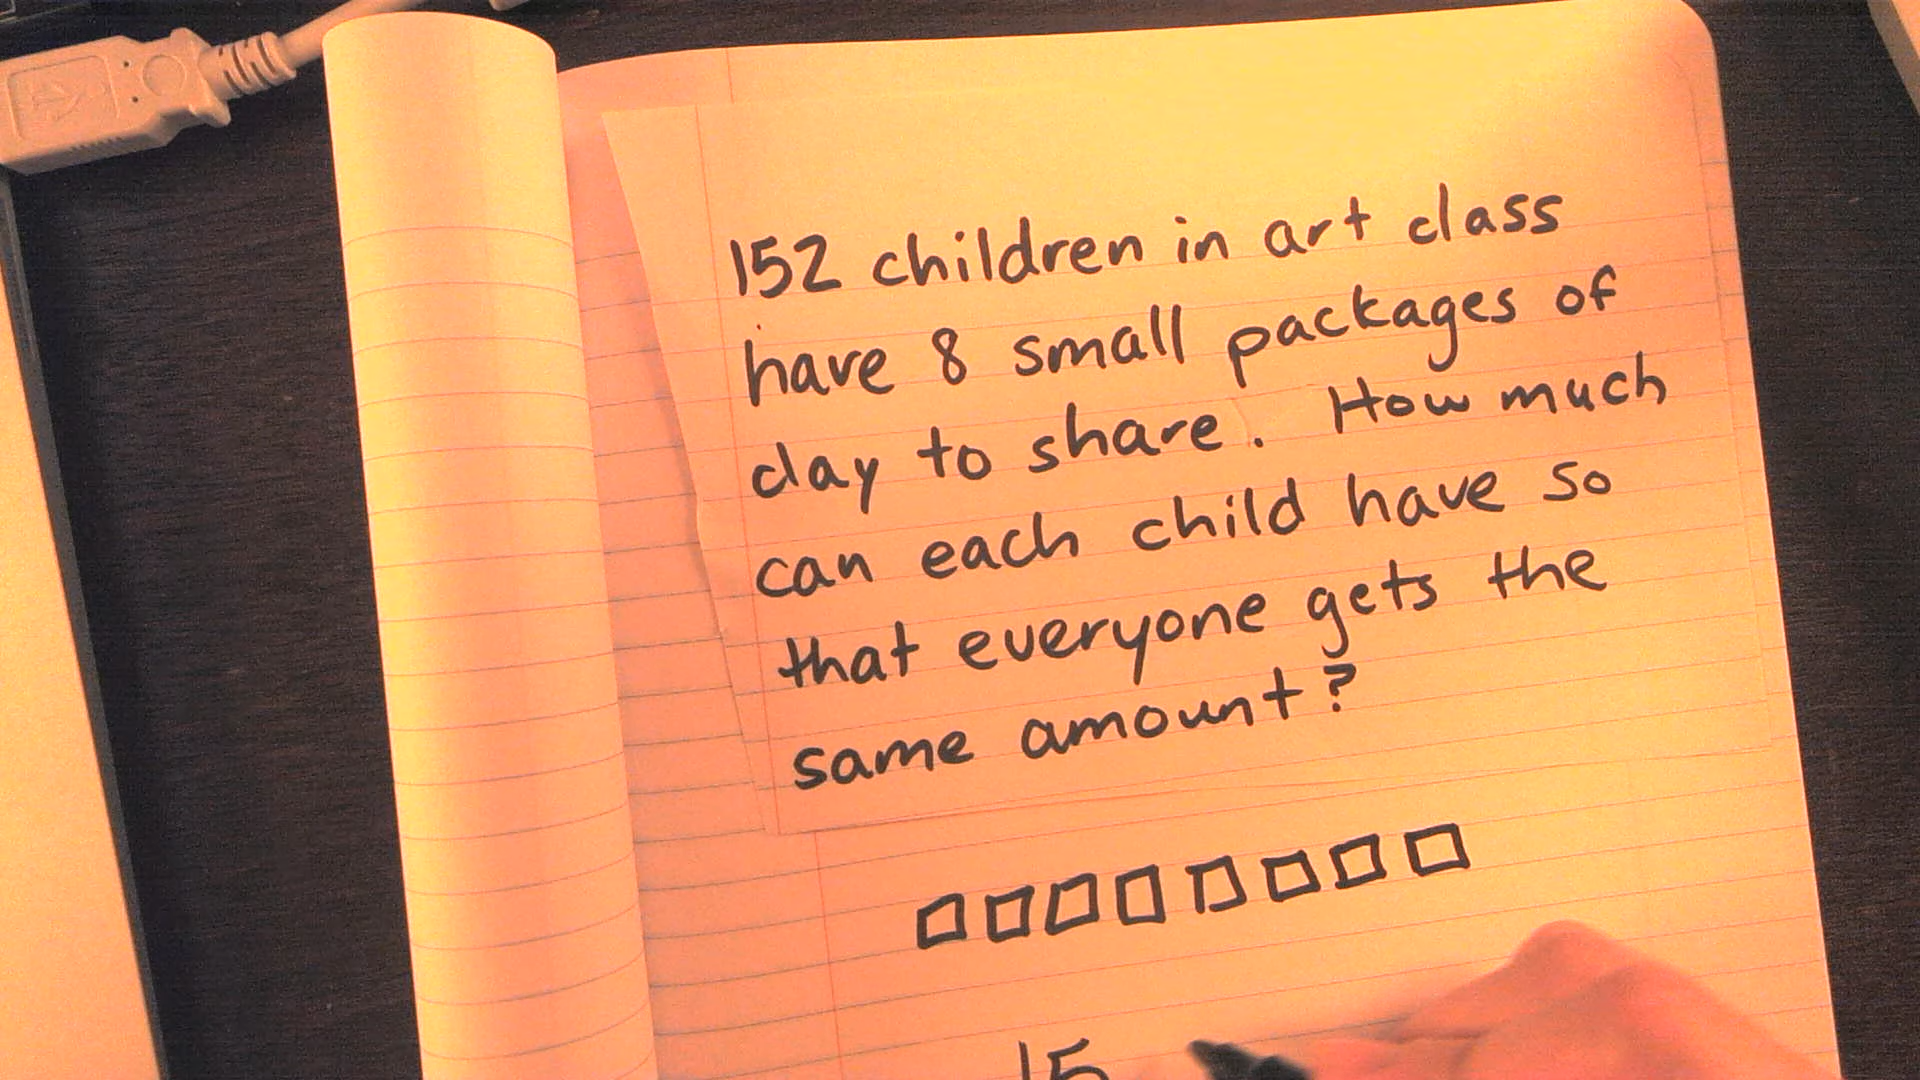 152 children in art class
have 8 small packages of
clay to share. How much
can each child have so
that everyone gets the
same amount?
15